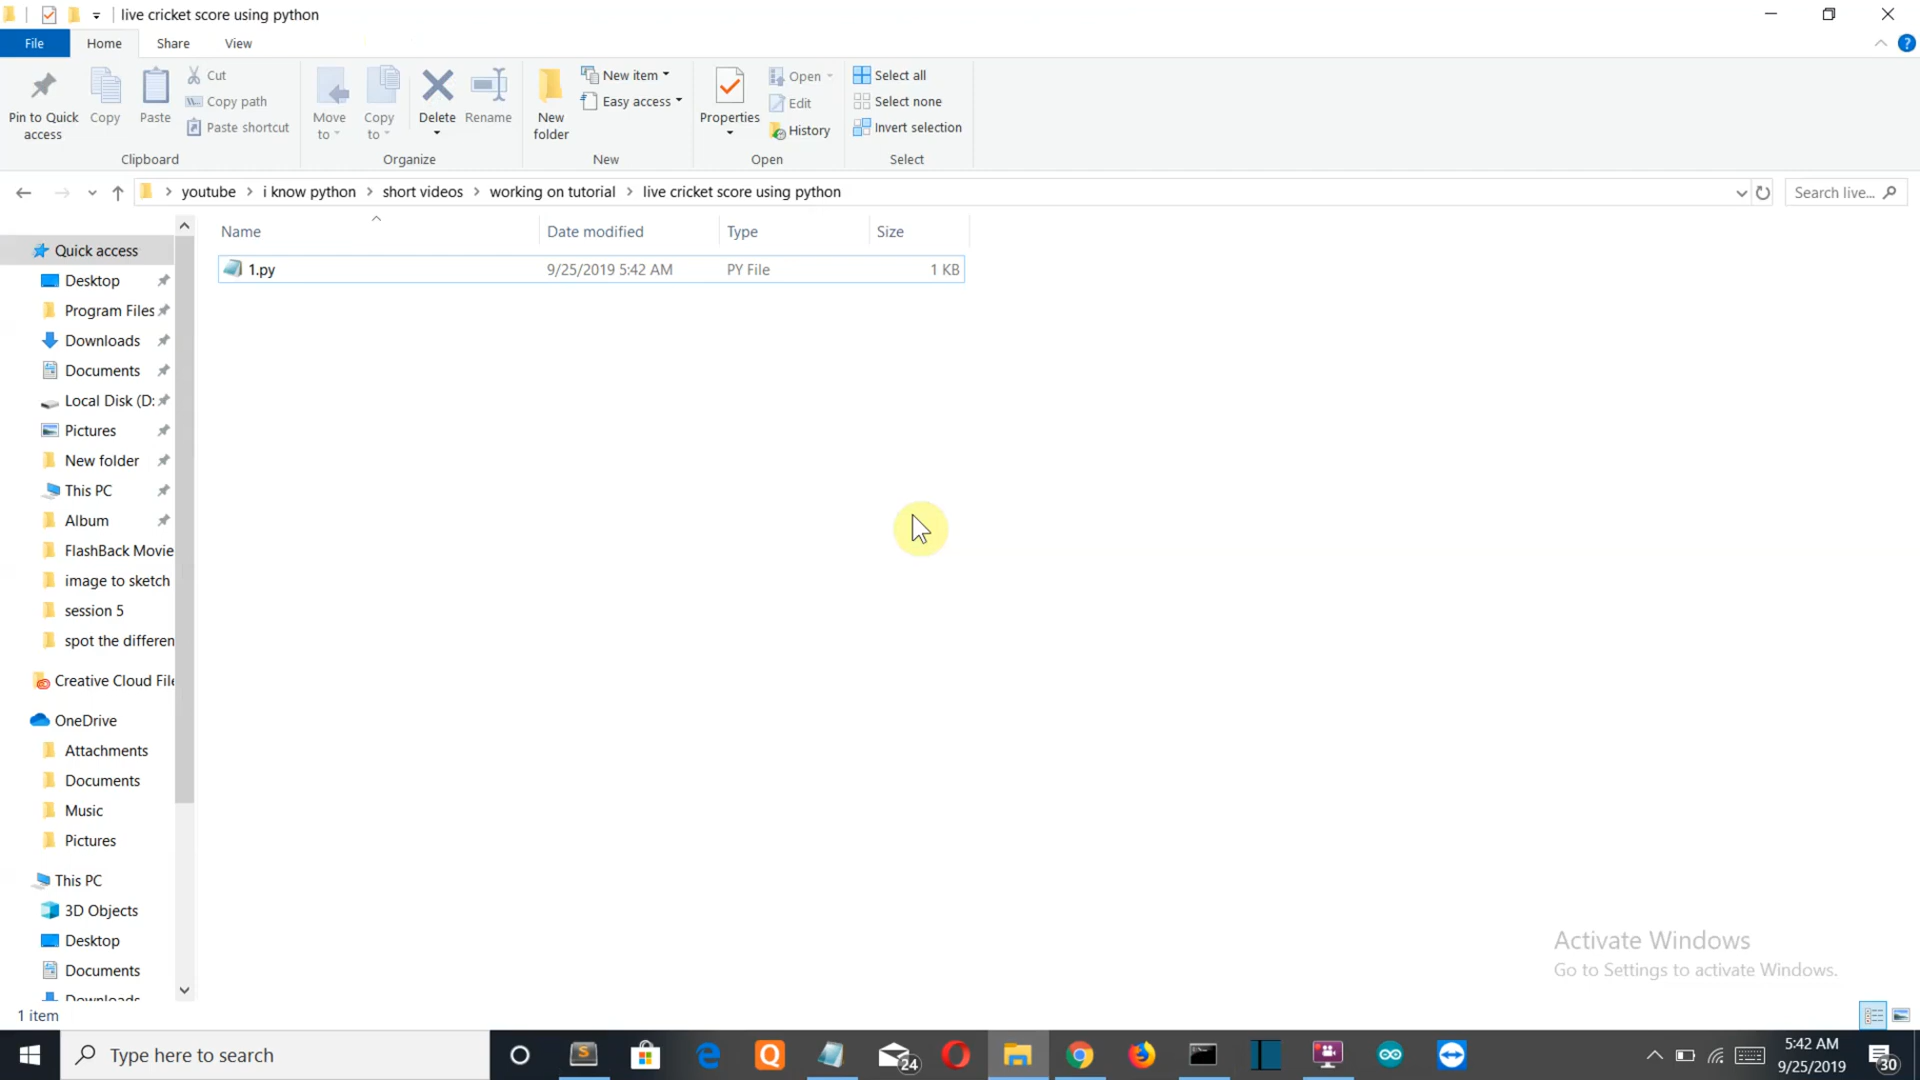 live cricket score using python
File Home Share View
Pin to Quick access
Copy
Paste
Cut
Copy path
Paste shortcut
Clipboard
Move to
Copy to
Delete
Rename
Organize
New folder
New item
Easy access
New
Properties
Open
Edit
History
Open
Select all
Select none
Invert selection
Select
youtube > i know python > short videos > working on tutorial > live cricket score using python
Search live...
Name Date modified Type Size
1.py 9/25/2019 5:42 AM PY File 1 KB
Quick access
Desktop
Program Files
Downloads
Documents
Local Disk (D:
Pictures
New folder
This PC
Album
FlashBack Movie
image to sketch
session 5
spot the differen
Creative Cloud File
OneDrive
Attachments
Documents
Music
Pictures
This PC
3D Objects
Desktop
Documents
Downloads
Activate Windows
Go to Settings to activate Windows.
1 item
Type here to search
24
5:42 AM
9/25/2019
30